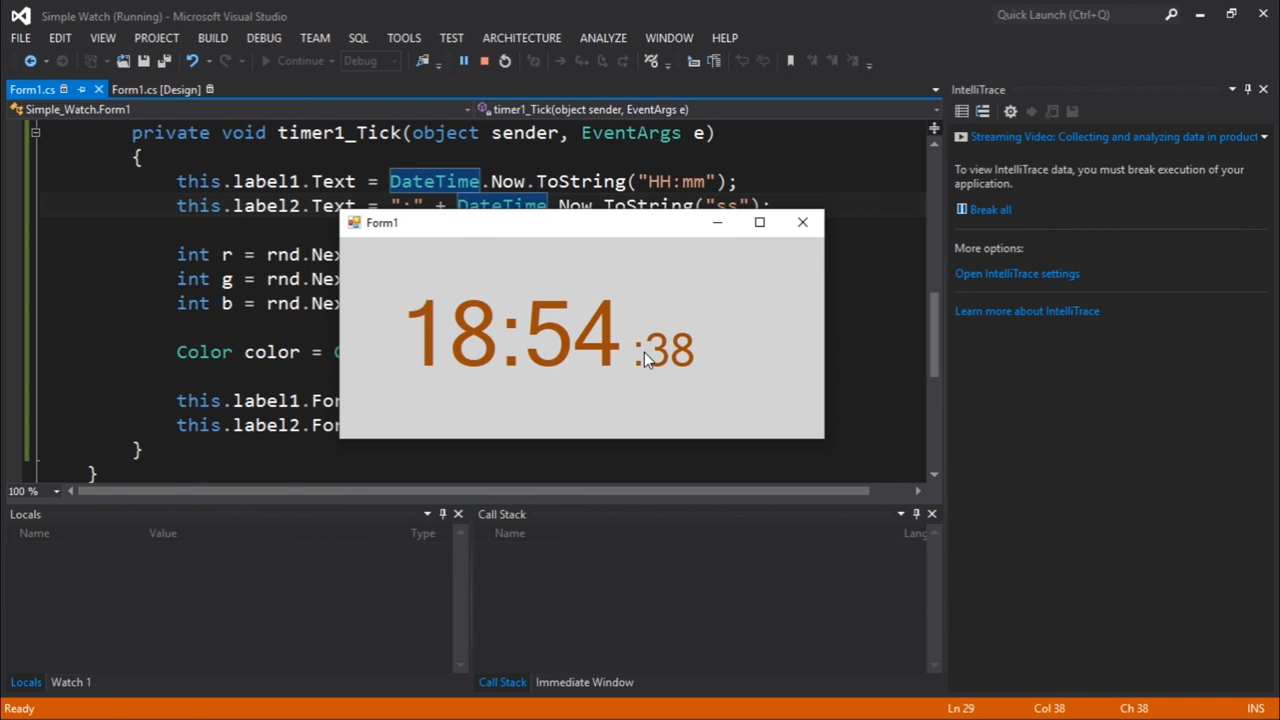 Simple Watch (Running) - Microsoft Visual Studio
Quick Launch (Ctrl+Q)
FILE EDIT VIEW PROJECT BUILD DEBUG TEAM SQL TOOLS TEST ARCHITECTURE ANALYZE WINDOW HELP
Continue Debug
Form1.cs Form1.cs [Design]
Simple_Watch.Form1 timer1_Tick(object sender, EventArgs e)
private void timer1_Tick(object sender, EventArgs e)
{
this.label1.Text = DateTime.Now.ToString("HH:mm");
this.label2.Text = ":" + DateTime.Now.ToString("ss");
int r = rnd.Nex
int g = rnd.Nex
int b = rnd.Nex
Color color = C
this.label1.For
this.label2.For
}
}
Form1
18:54 :38
100 %
IntelliTrace
Streaming Video: Collecting and analyzing data in product
To view IntelliTrace data, you must break execution of your
application.
Break all
More options:
Open IntelliTrace settings
Learn more about IntelliTrace
Locals
Name Value Type
Call Stack
Name Lang
Locals Watch 1
Call Stack Immediate Window
Ready Ln 29 Col 38 Ch 38 INS